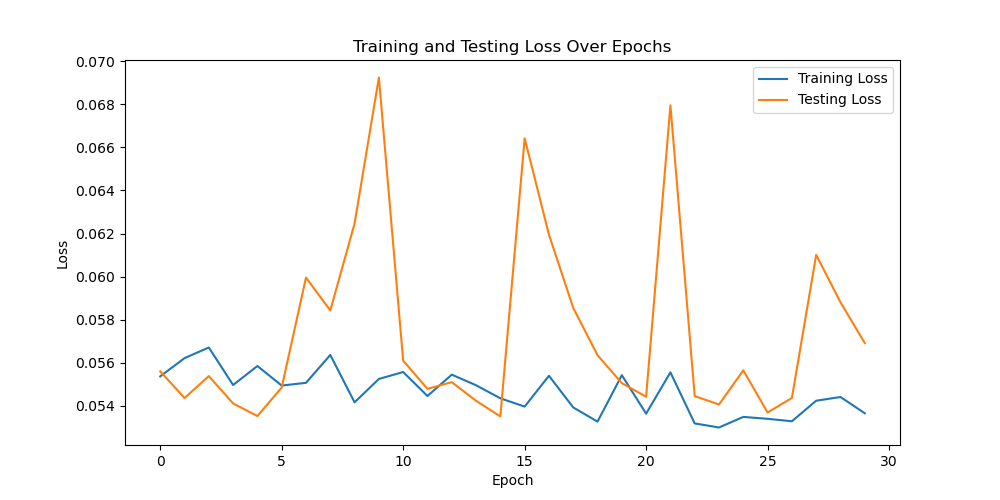 Training and Testing Loss Over Epochs
Training Loss
Testing Loss
0.070
0.068
0.066
0.064
0.062
0.060
0.058
0.056
0.054
Loss
0 5 10 15 20 25 30
Epoch